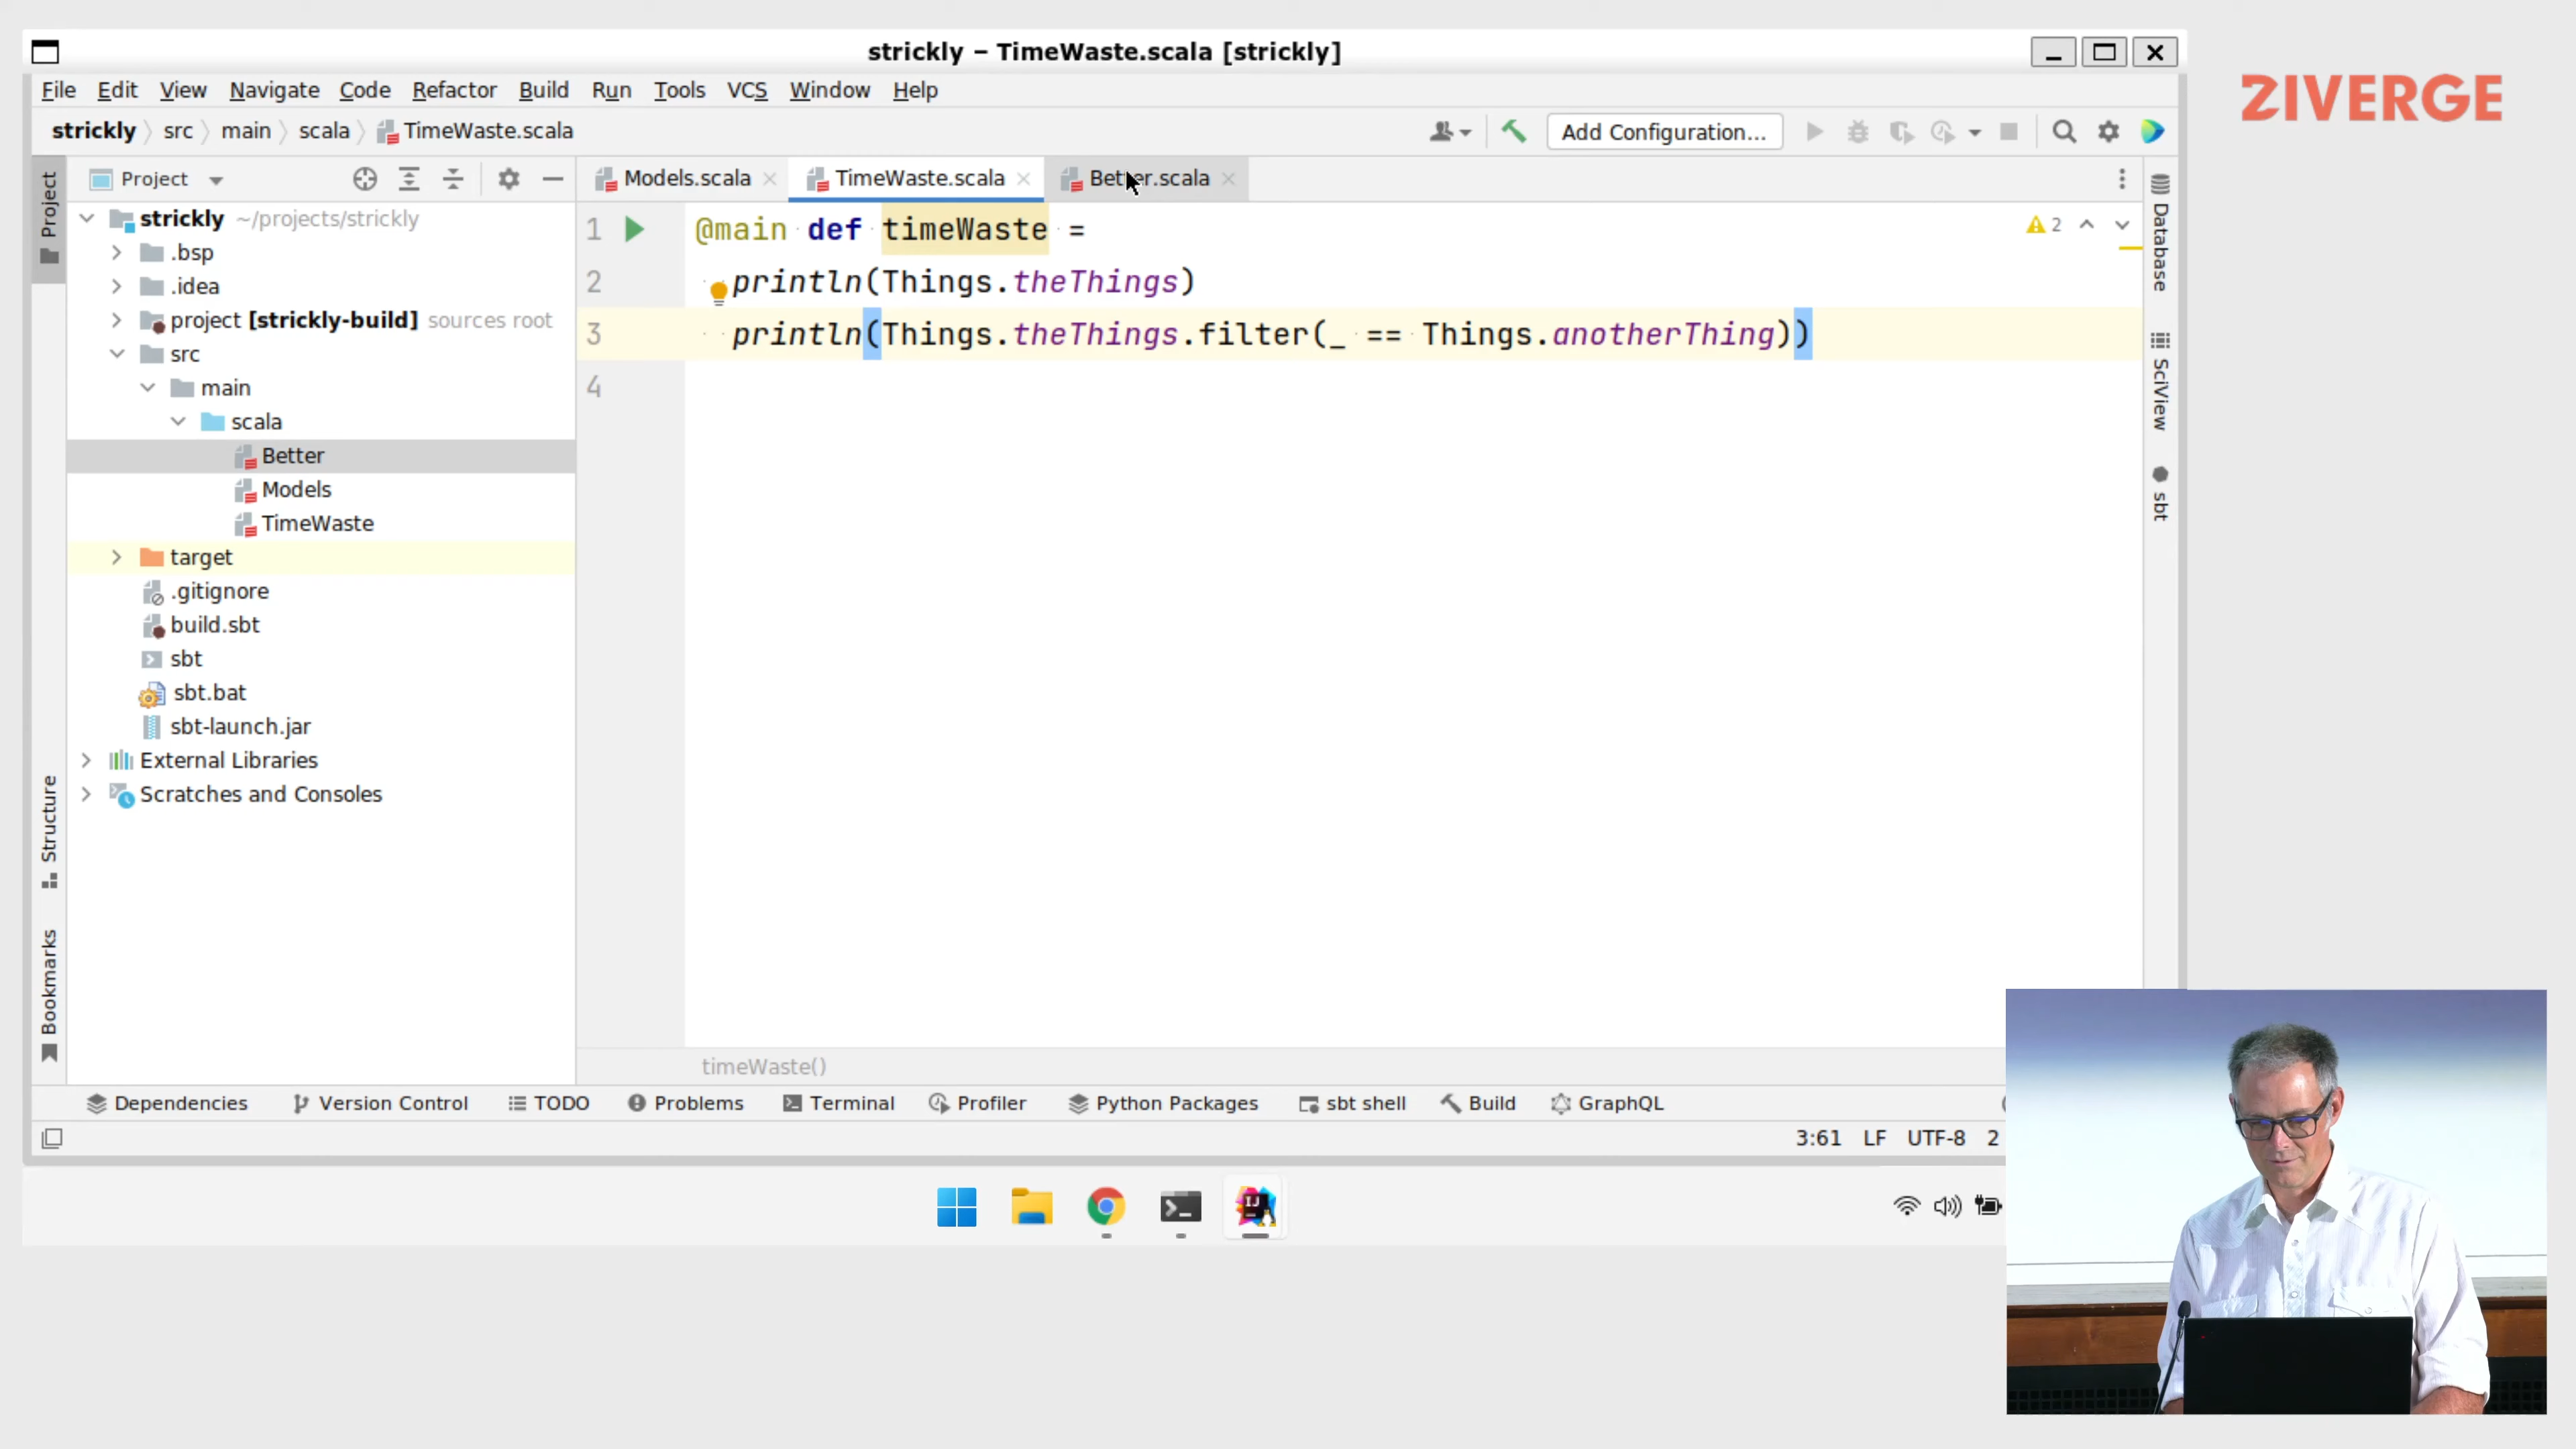 strickly – TimeWaste.scala [strickly]
ZIVERGE
File Edit View Navigate Code Refactor Build Run Tools VCS Window Help
strickly src main scala TimeWaste.scala
Add Configuration...
Project
Project
Models.scala
TimeWaste.scala
Better.scala
strickly ~/projects/strickly
.bsp
.idea
project [strickly-build] sources root
src
main
scala
Better
Models
TimeWaste
target
.gitignore
build.sbt
sbt
sbt.bat
sbt-launch.jar
External Libraries
Scratches and Consoles
1 @main def timeWaste =
2 println(Things.theThings)
3 println(Things.theThings.filter(_ == Things.anotherThing))
4
2
Database
SciView
sbt
Structure
Bookmarks
timeWaste()
Dependencies Version Control TODO Problems Terminal Profiler Python Packages sbt shell Build GraphQL
3:61 LF UTF-8 2